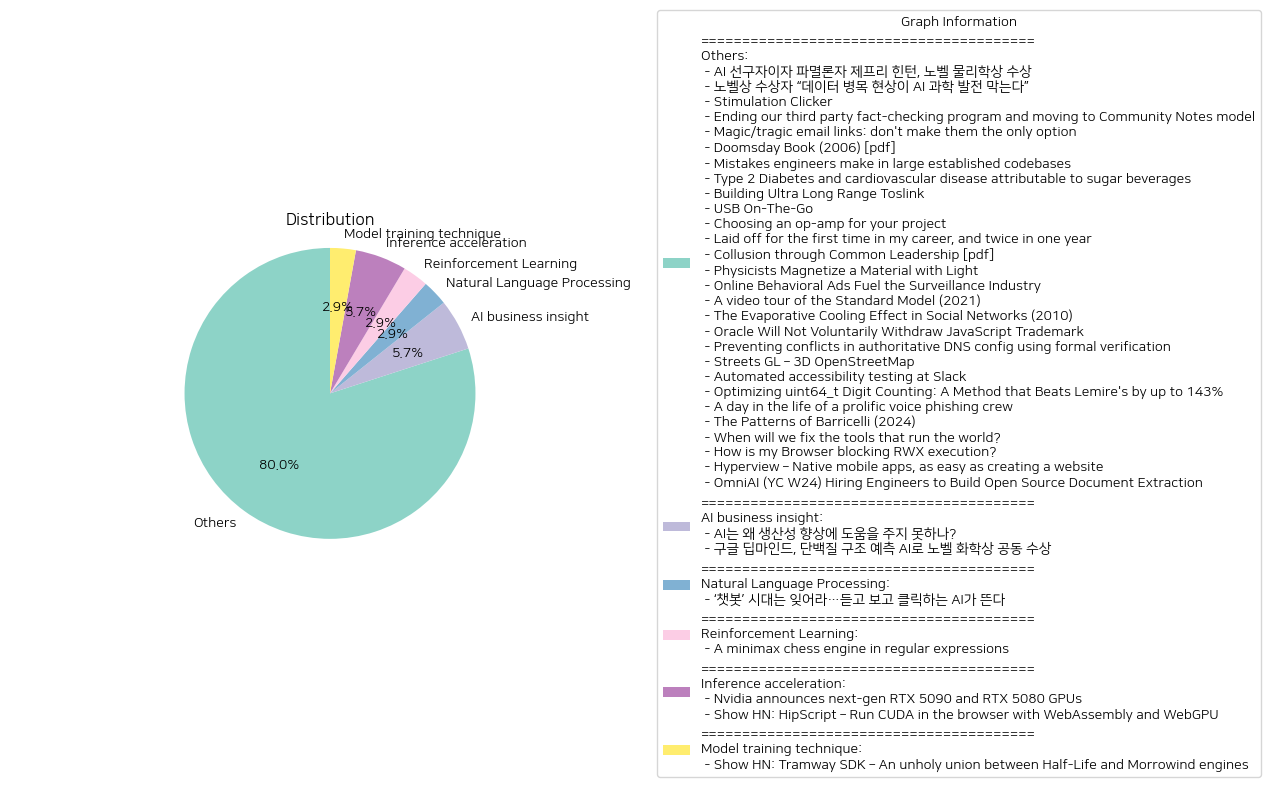 Distribution
Model training technique
Inference acceleration
Reinforcement Learning
Natural Language Processing
AI business insight
2.9%
5.7%
2.9%
2.9%
5.7%
80.0%
Others
Graph Information
========================================
Others:
- AI 선구자이자 파멸론자 제프리 힌턴, 노벨 물리학상 수상
- 노벨상 수상자 “데이터 병목 현상이 AI 과학 발전 막는다”
- Stimulation Clicker
- Ending our third party fact-checking program and moving to Community Notes model
- Magic/tragic email links: don't make them the only option
- Doomsday Book (2006) [pdf]
- Mistakes engineers make in large established codebases
- Type 2 Diabetes and cardiovascular disease attributable to sugar beverages
- Building Ultra Long Range Toslink
- USB On-The-Go
- Choosing an op-amp for your project
- Laid off for the first time in my career, and twice in one year
- Collusion through Common Leadership [pdf]
- Physicists Magnetize a Material with Light
- Online Behavioral Ads Fuel the Surveillance Industry
- A video tour of the Standard Model (2021)
- The Evaporative Cooling Effect in Social Networks (2010)
- Oracle Will Not Voluntarily Withdraw JavaScript Trademark
- Preventing conflicts in authoritative DNS config using formal verification
- Streets GL – 3D OpenStreetMap
- Automated accessibility testing at Slack
- Optimizing uint64_t Digit Counting: A Method that Beats Lemire's by up to 143%
- A day in the life of a prolific voice phishing crew
- The Patterns of Barricelli (2024)
- When will we fix the tools that run the world?
- How is my Browser blocking RWX execution?
- Hyperview – Native mobile apps, as easy as creating a website
- OmniAI (YC W24) Hiring Engineers to Build Open Source Document Extraction
========================================
AI business insight:
- AI는 왜 생산성 향상에 도움을 주지 못하나?
- 구글 딥마인드, 단백질 구조 예측 AI로 노벨 화학상 공동 수상
========================================
Natural Language Processing:
- ‘챗봇’ 시대는 잊어라…듣고 보고 클릭하는 AI가 뜬다
========================================
Reinforcement Learning:
- A minimax chess engine in regular expressions
========================================
Inference acceleration:
- Nvidia announces next-gen RTX 5090 and RTX 5080 GPUs
- Show HN: HipScript – Run CUDA in the browser with WebAssembly and WebGPU
========================================
Model training technique:
- Show HN: Tramway SDK – An unholy union between Half-Life and Morrowind engines